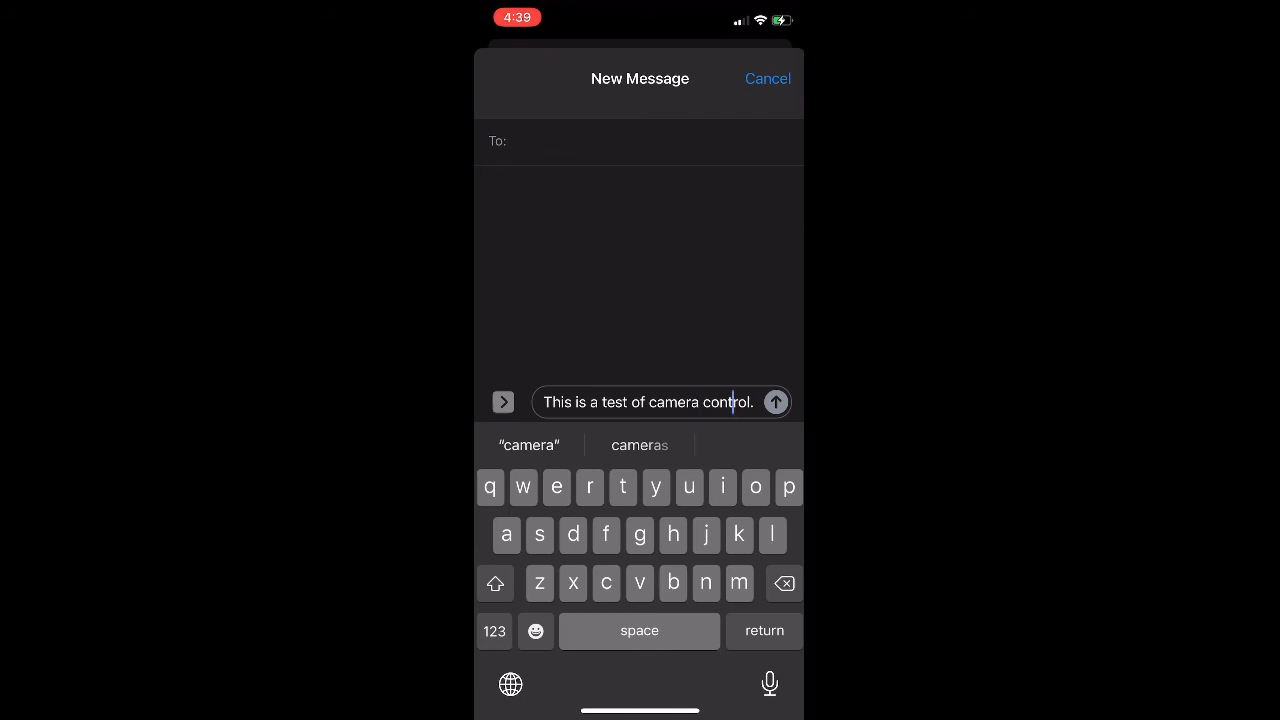 4:39
New Message
Cancel
To:
This is a test of camera control.
“camera”
cameras
q w e r t y u i o p
a s d f g h j k l
z x c v b n m
123
space
return